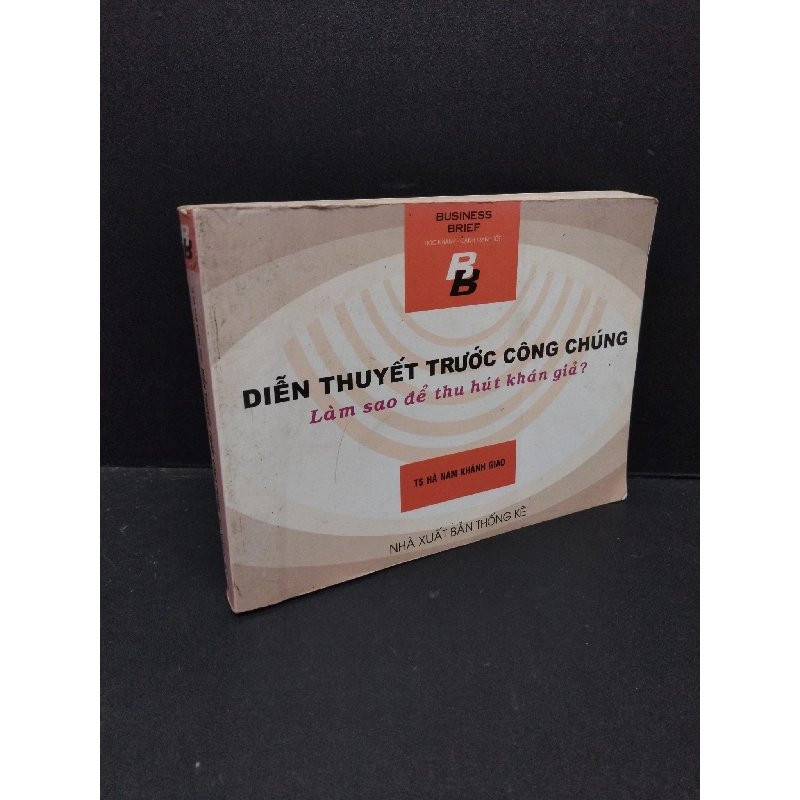 BUSINESS
BRIEF
B
B
DIỄN THUYẾT TRƯỚC CÔNG CHÚNG
Làm sao để thu hút khán giả?
TS HÀ NAM KHÁNH GIAO
NHÀ XUẤT BẢN THỐNG KÊ
B
B